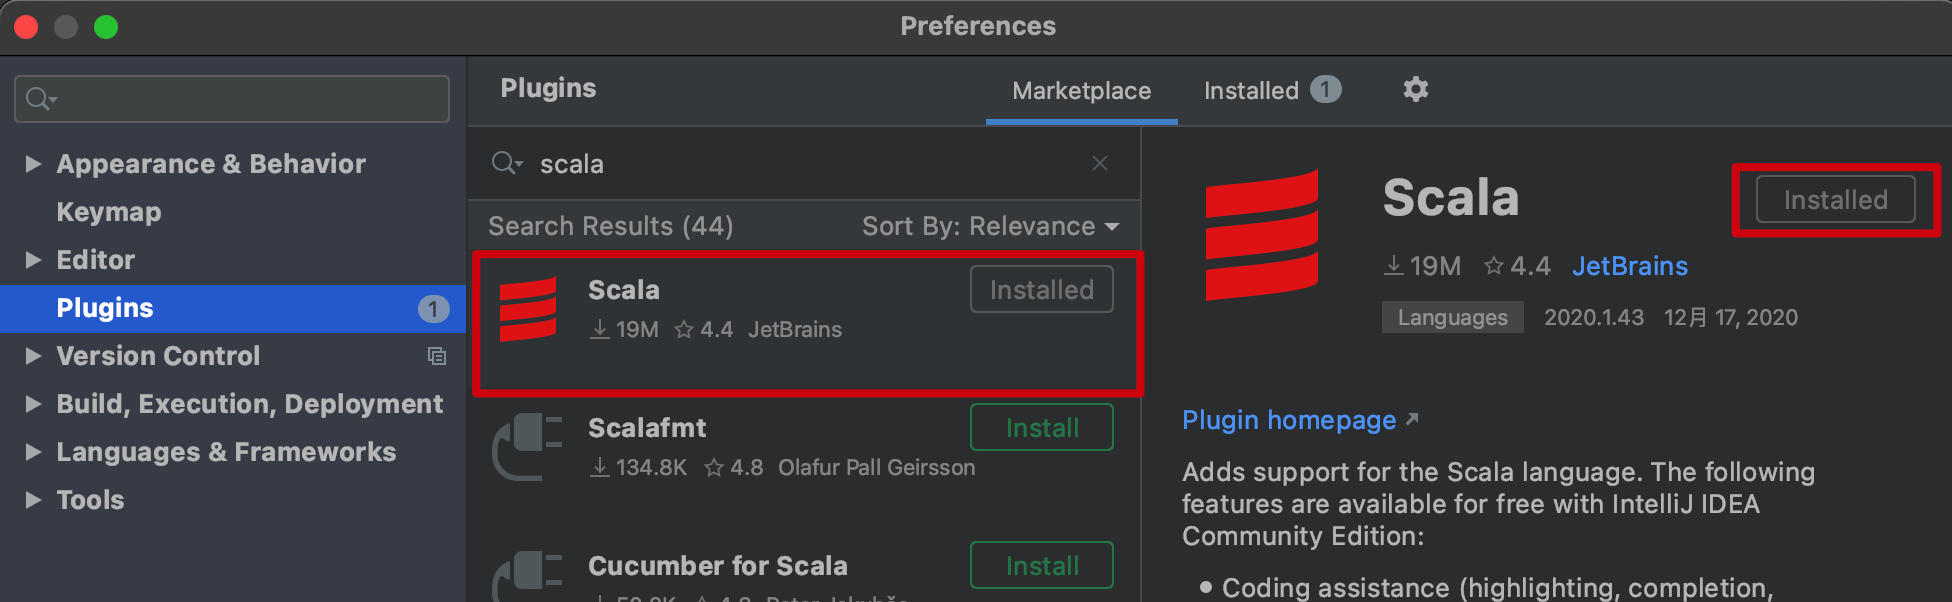 Preferences
Appearance & Behavior
Keymap
Editor
Plugins 1
Version Control
Build, Execution, Deployment
Languages & Frameworks
Tools
Plugins
Marketplace
Installed 1
scala
Search Results (44) Sort By: Relevance
Scala Installed
19M 4.4 JetBrains
Scalafmt Install
134.8K 4.8 Olafur Pall Geirsson
Cucumber for Scala Install
Scala Installed
19M 4.4 JetBrains
Languages 2020.1.43 12月 17, 2020
Plugin homepage
Adds support for the Scala language. The following
features are available for free with IntelliJ IDEA
Community Edition:
• Coding assistance (highlighting, completion,